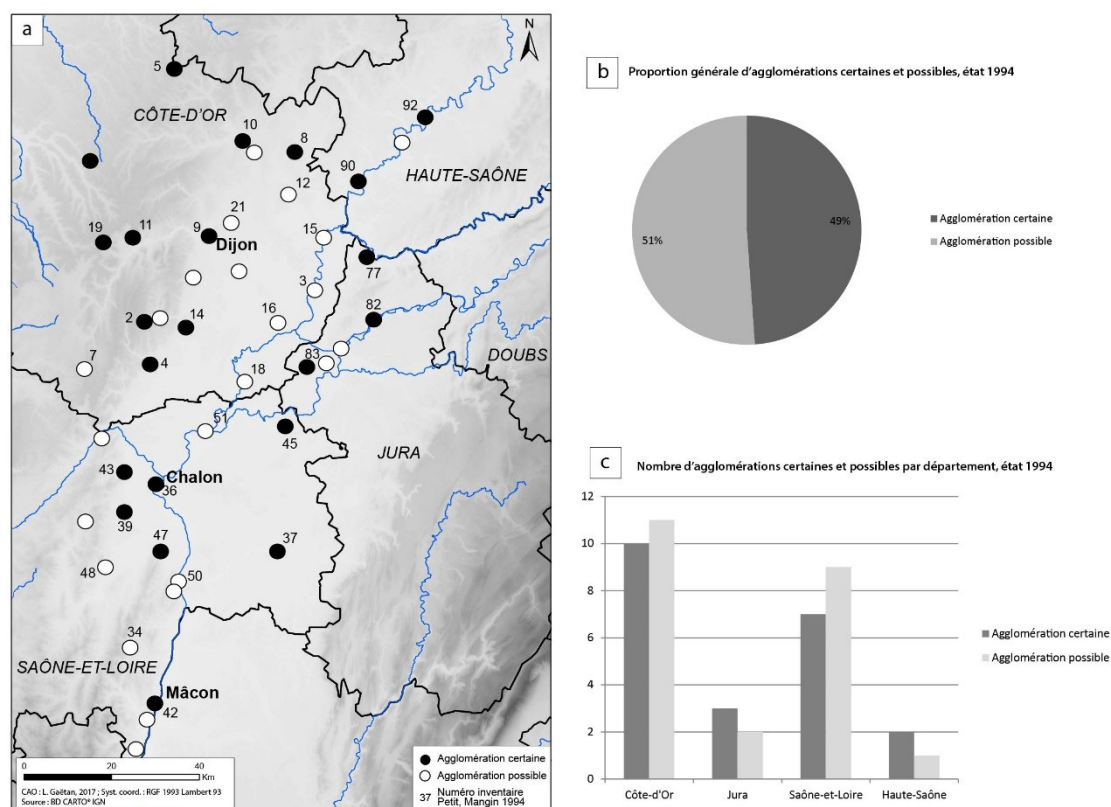 a
N
5
CÔTE-D'OR
92
10
8
90
HAUTE-SAÔNE
12
21
15
19
11
9
Dijon
77
3
16
82
2
14
DOUBS
7
4
83
18
51
45
JURA
43
Chalon
36
39
47
37
48
50
34
SAÔNE-ET-LOIRE
Mâcon
42
0 20 40
Km
CAO : L. Gaëtan, 2017 ; Syst. coord. : RGF 1993 Lambert 93
Source : BD CARTO® IGN
Agglomération certaine
Agglomération possible
37 Numéro inventaire
Petit, Mangin 1994
b Proportion générale d'agglomérations certaines et possibles, état 1994
51%
49%
Agglomération certaine
Agglomération possible
c Nombre d'agglomérations certaines et possibles par département, état 1994
12
10
8
6
4
2
0
Côte-d'Or Jura Saône-et-Loire Haute-Saône
Agglomération certaine
Agglomération possible